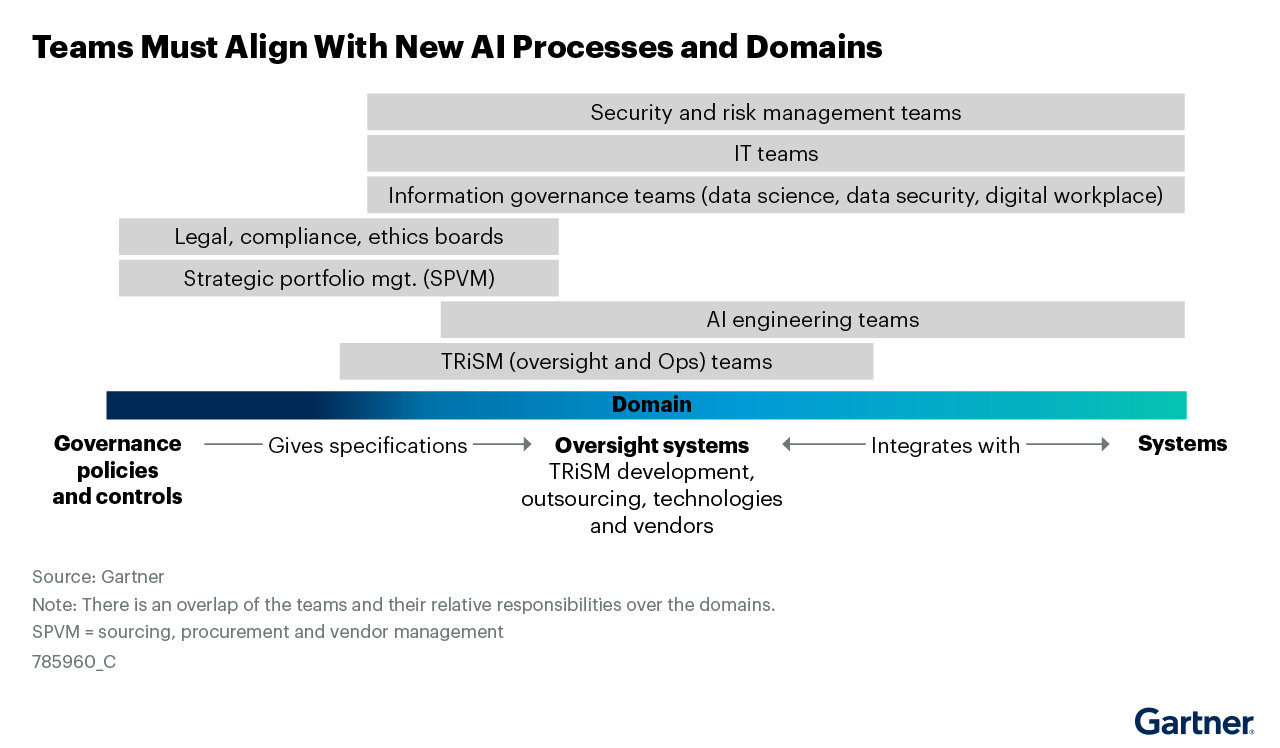 Teams Must Align With New AI Processes and Domains
Security and risk management teams
IT teams
Information governance teams (data science, data security, digital workplace)
Legal, compliance, ethics boards
Strategic portfolio mgt. (SPVM)
AI engineering teams
TRiSM (oversight and Ops) teams
Domain
Governance
policies
and controls
Gives specifications
Oversight systems
TRiSM development,
outsourcing, technologies
and vendors
Integrates with
Systems
Source: Gartner
Note: There is an overlap of the teams and their relative responsibilities over the domains.
SPVM = sourcing, procurement and vendor management
785960_C
Gartner®